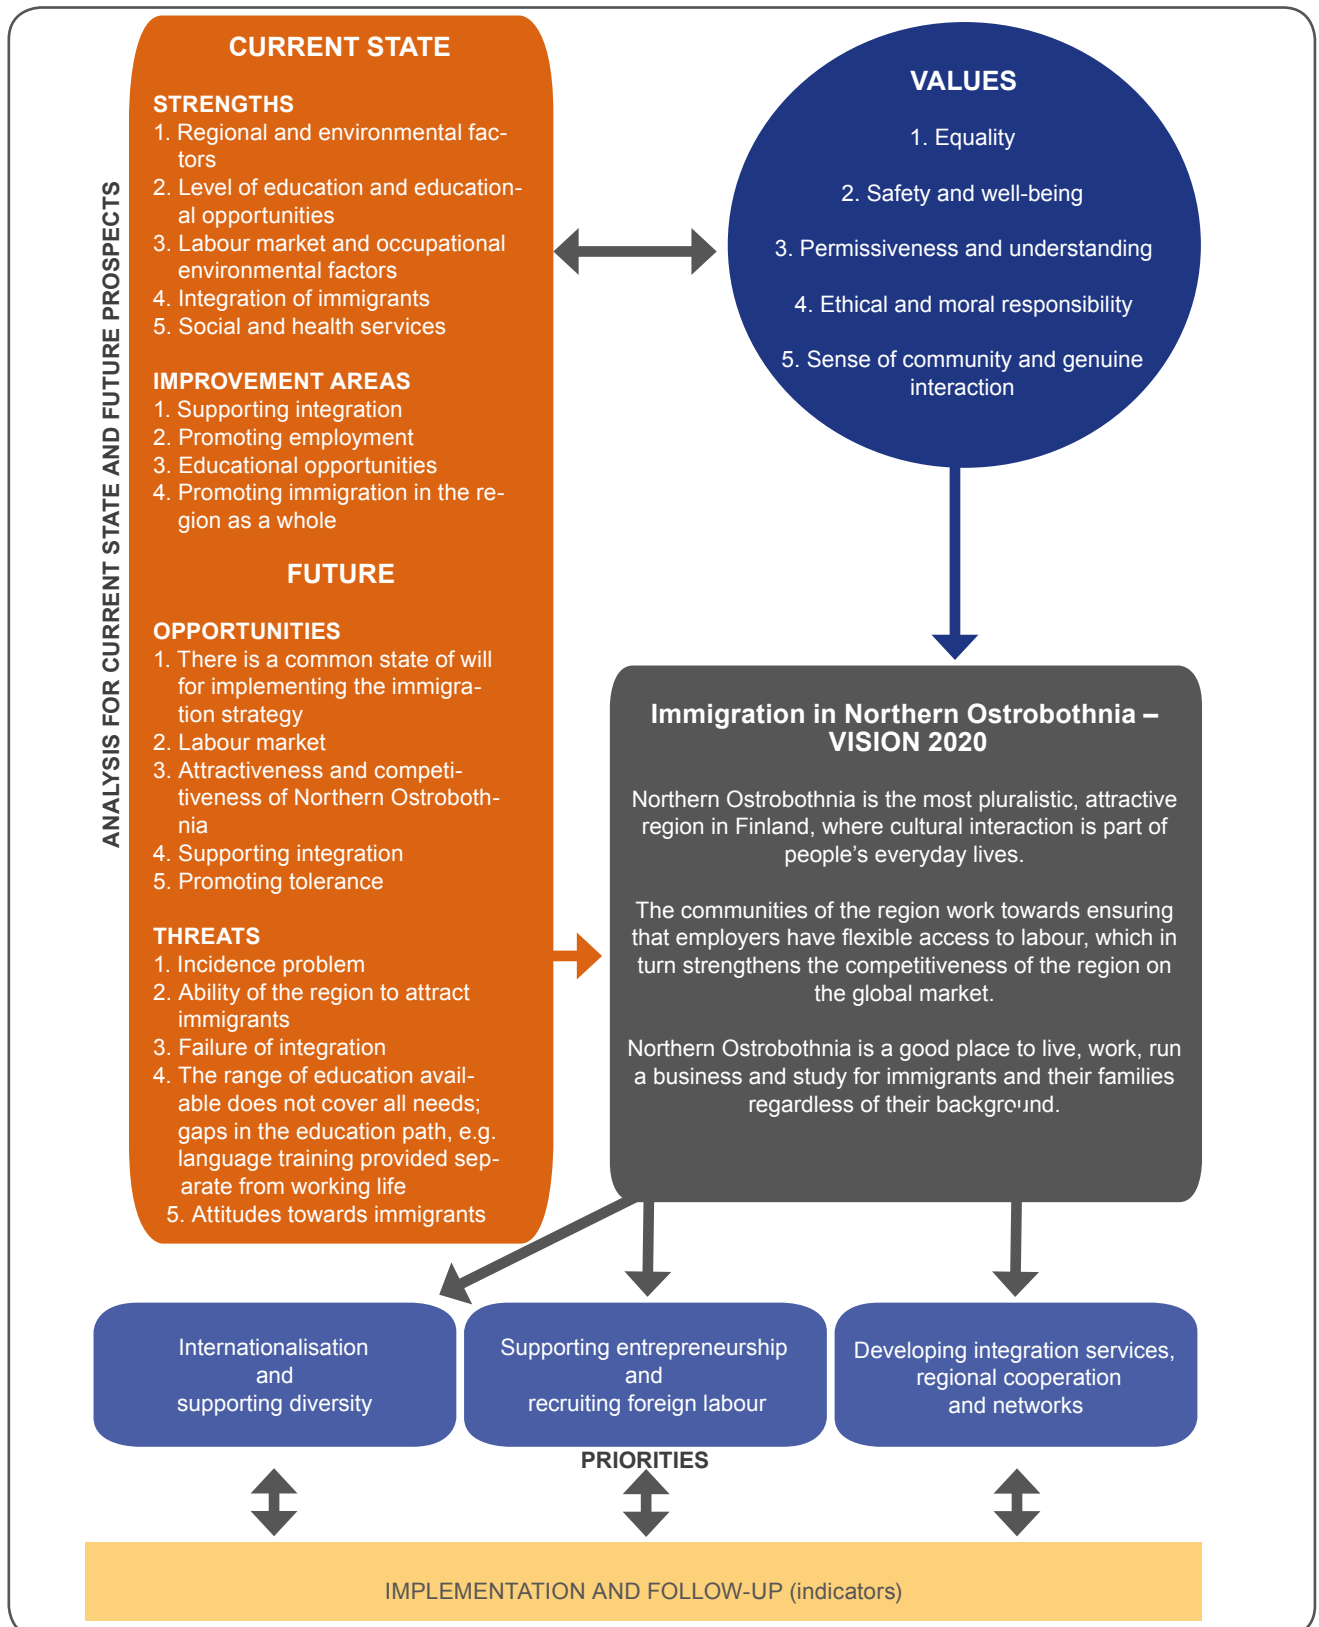 ANALYSIS FOR CURRENT STATE AND FUTURE PROSPECTS
CURRENT STATE
STRENGTHS
1. Regional and environmental fac-
tors
2. Level of education and education-
al opportunities
3. Labour market and occupational
environmental factors
4. Integration of immigrants
5. Social and health services
IMPROVEMENT AREAS
1. Supporting integration
2. Promoting employment
3. Educational opportunities
4. Promoting immigration in the re-
gion as a whole
FUTURE
OPPORTUNITIES
1. There is a common state of will
for implementing the immigra-
tion strategy
2. Labour market
3. Attractiveness and competi-
tiveness of Northern Ostroboth-
nia
4. Supporting integration
5. Promoting tolerance
THREATS
1. Incidence problem
2. Ability of the region to attract
immigrants
3. Failure of integration
4. The range of education avail-
able does not cover all needs;
gaps in the education path, e.g.
language training provided sep-
arate from working life
5. Attitudes towards immigrants
VALUES
1. Equality
2. Safety and well-being
3. Permissiveness and understanding
4. Ethical and moral responsibility
5. Sense of community and genuine
interaction
Immigration in Northern Ostrobothnia –
VISION 2020
Northern Ostrobothnia is the most pluralistic, attractive
region in Finland, where cultural interaction is part of
people's everyday lives.
The communities of the region work towards ensuring
that employers have flexible access to labour, which in
turn strengthens the competitiveness of the region on
the global market.
Northern Ostrobothnia is a good place to live, work, run
a business and study for immigrants and their families
regardless of their background.
Internationalisation
and
supporting diversity
Supporting entrepreneurship
and
recruiting foreign labour
Developing integration services,
regional cooperation
and networks
PRIORITIES
IMPLEMENTATION AND FOLLOW-UP (indicators)